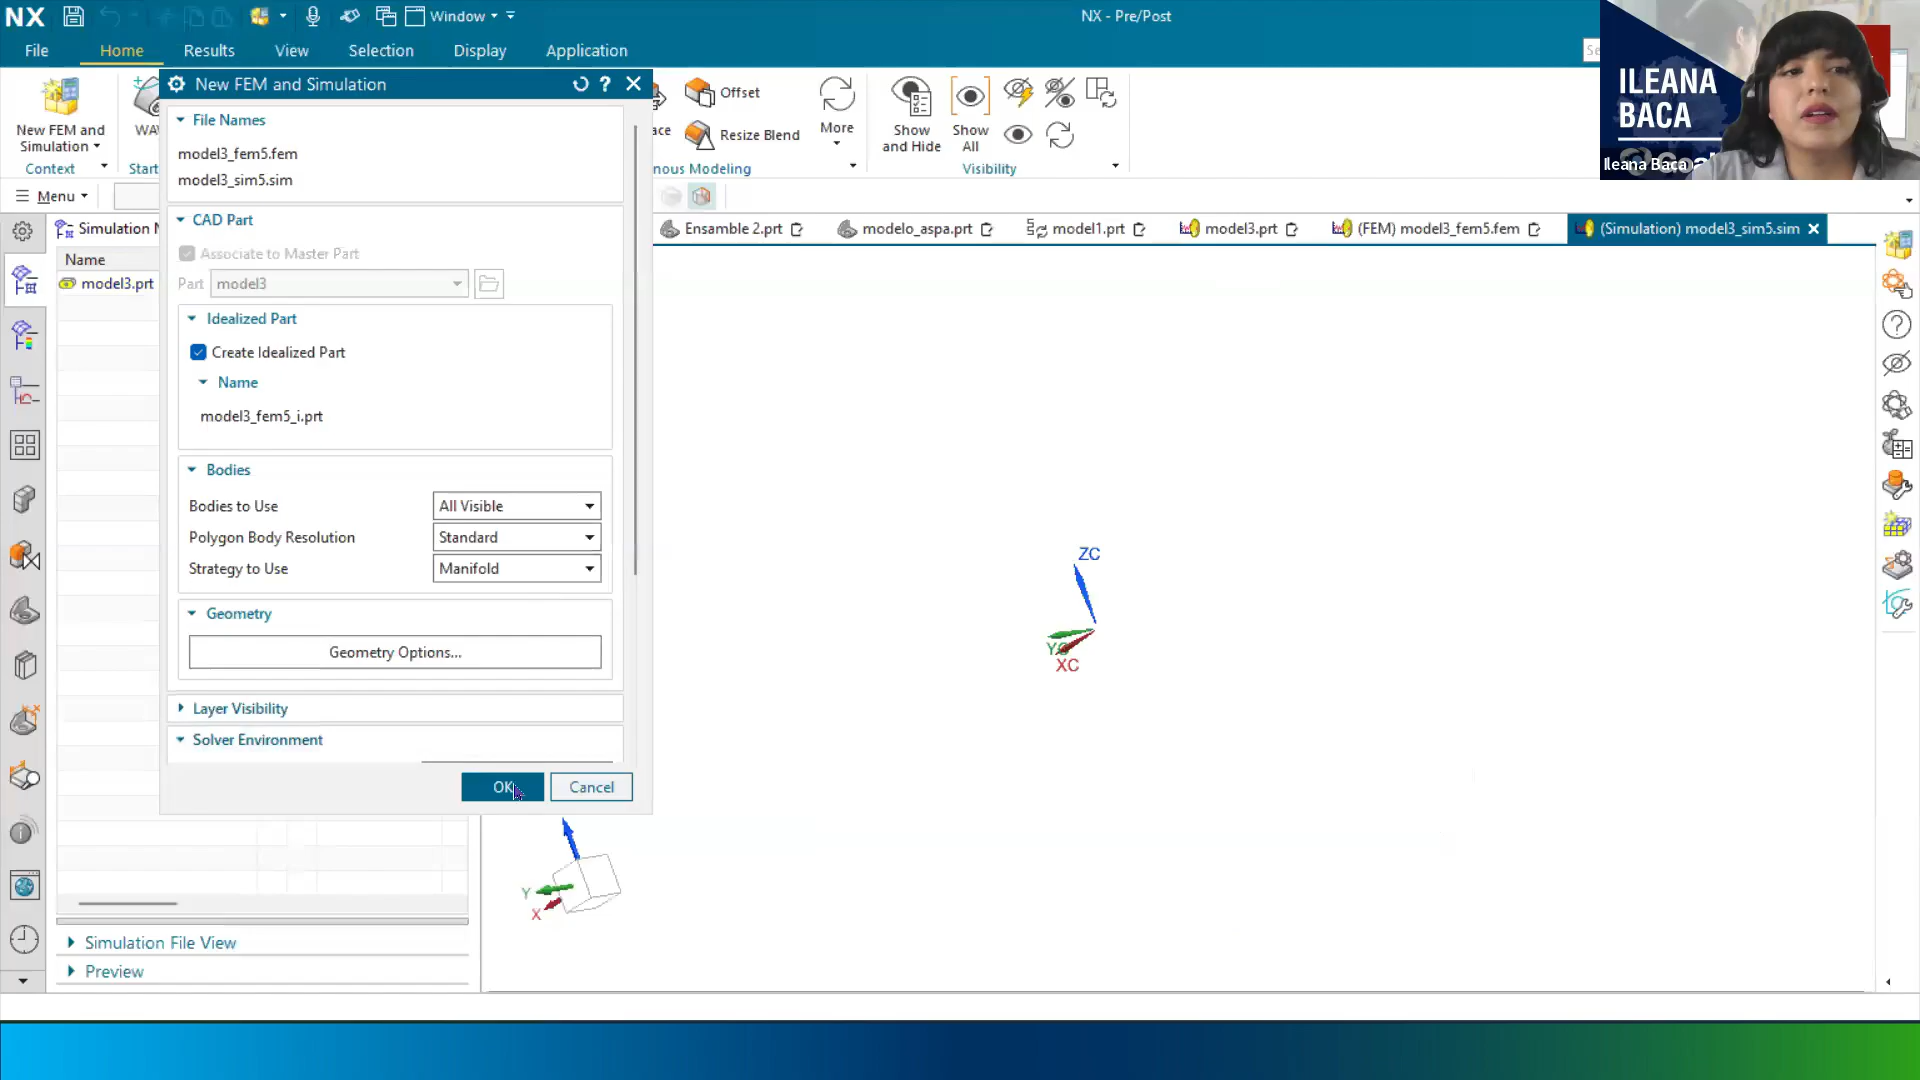 NX
Window
NX - Pre/Post
File
Home
Results
View
Selection
Display
Application
New FEM and
Simulation
Context
Start
Offset
Resize Blend
More
nous Modeling
Show
and Hide
Show
All
Visibility
ILEANA
BACA
Ileana Baca
Menu
Simulation
Name
model3.prt
Ensamble 2.prt
modelo_aspa.prt
model1.prt
model3.prt
(FEM) model3_fem5.fem
(Simulation) model3_sim5.sim
New FEM and Simulation
File Names
model3_fem5.fem
model3_sim5.sim
CAD Part
Associate to Master Part
Part
model3
Idealized Part
Create Idealized Part
Name
model3_fem5_i.prt
Bodies
Bodies to Use
All Visible
Polygon Body Resolution
Standard
Strategy to Use
Manifold
Geometry
Geometry Options...
Layer Visibility
Solver Environment
OK
Cancel
ZC
XC
Y
X
Simulation File View
Preview